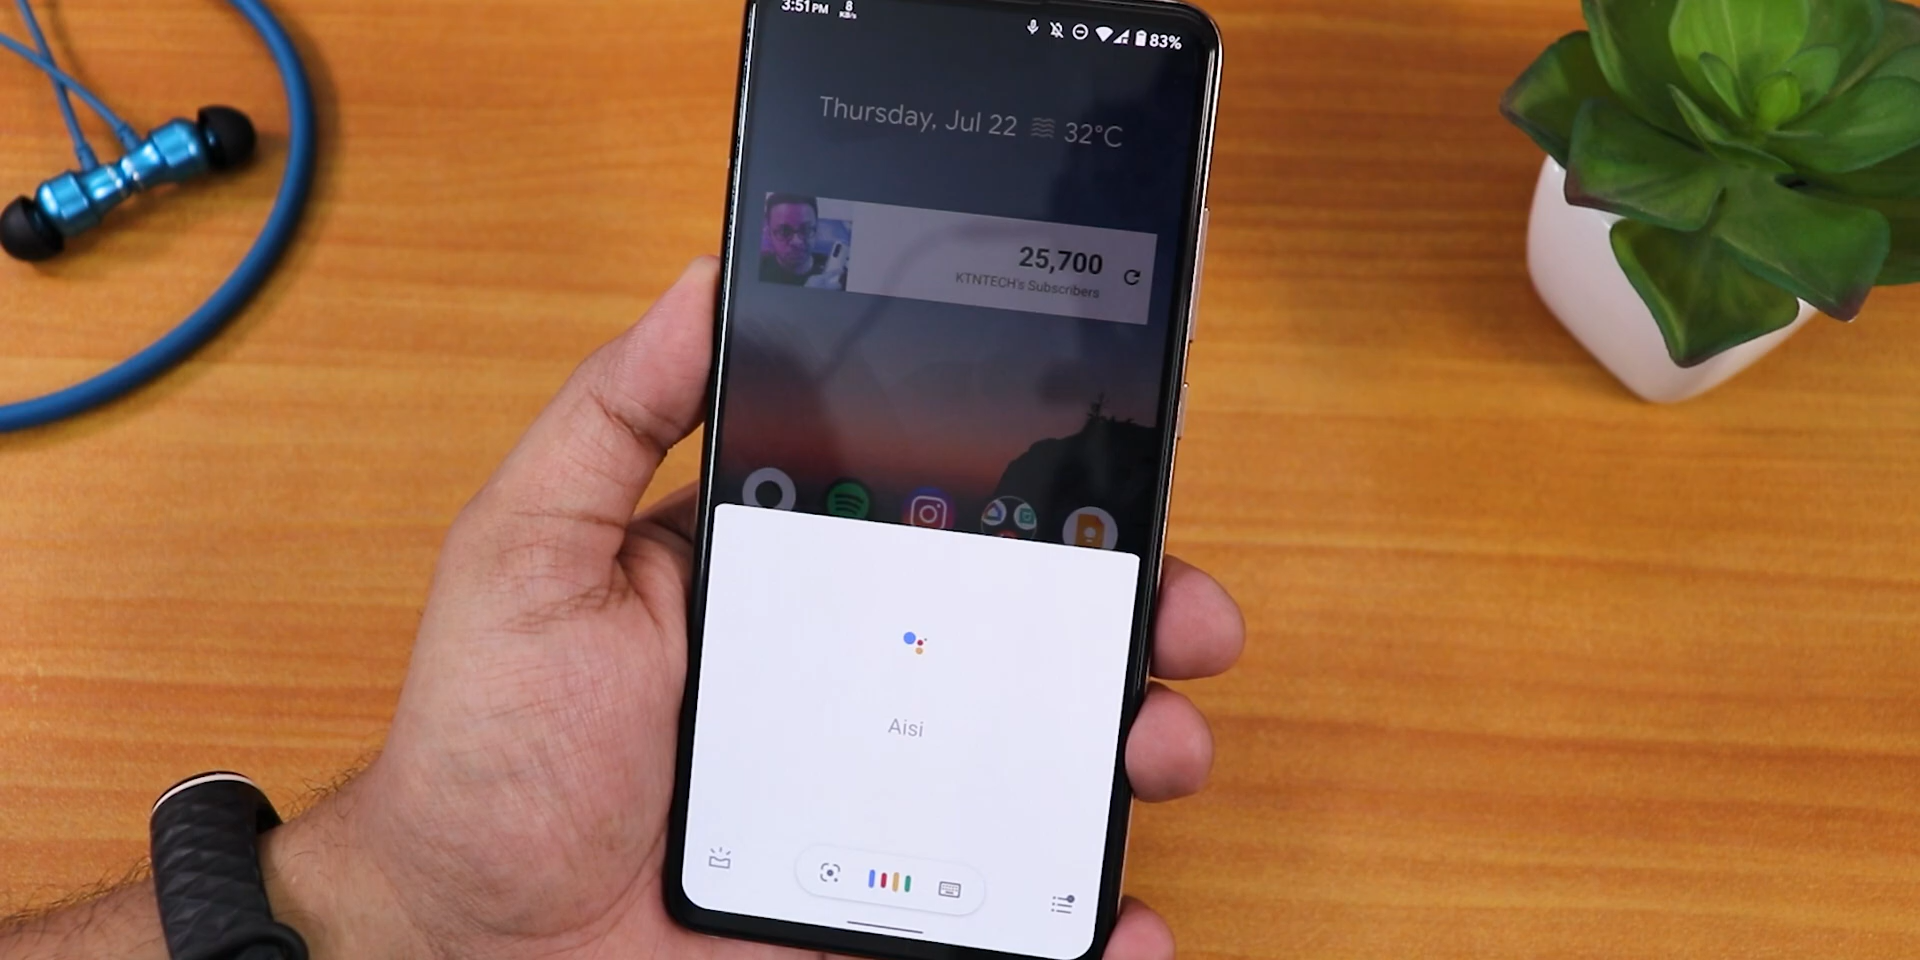 3:51 PM 8 KB/s 83%
Thursday, Jul 22 32°C
25,700
KTNTECH's Subscribers
Aisi